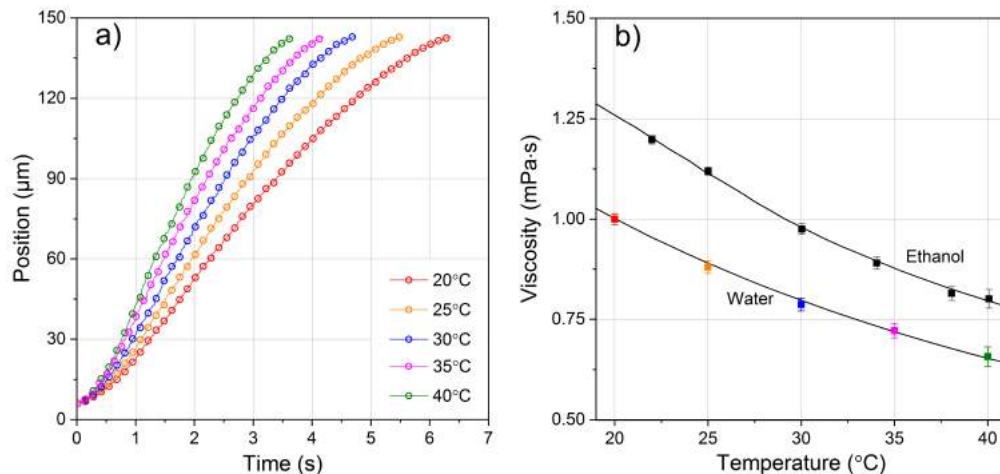 a)
Position (μm)
150
120
90
60
30
0
0 1 2 3 4 5 6 7
Time (s)
20°C
25°C
30°C
35°C
40°C
b)
Viscosity (mPa·s)
1.50
1.25
1.00
0.75
0.50
Ethanol
Water
20 25 30 35 40
Temperature (°C)